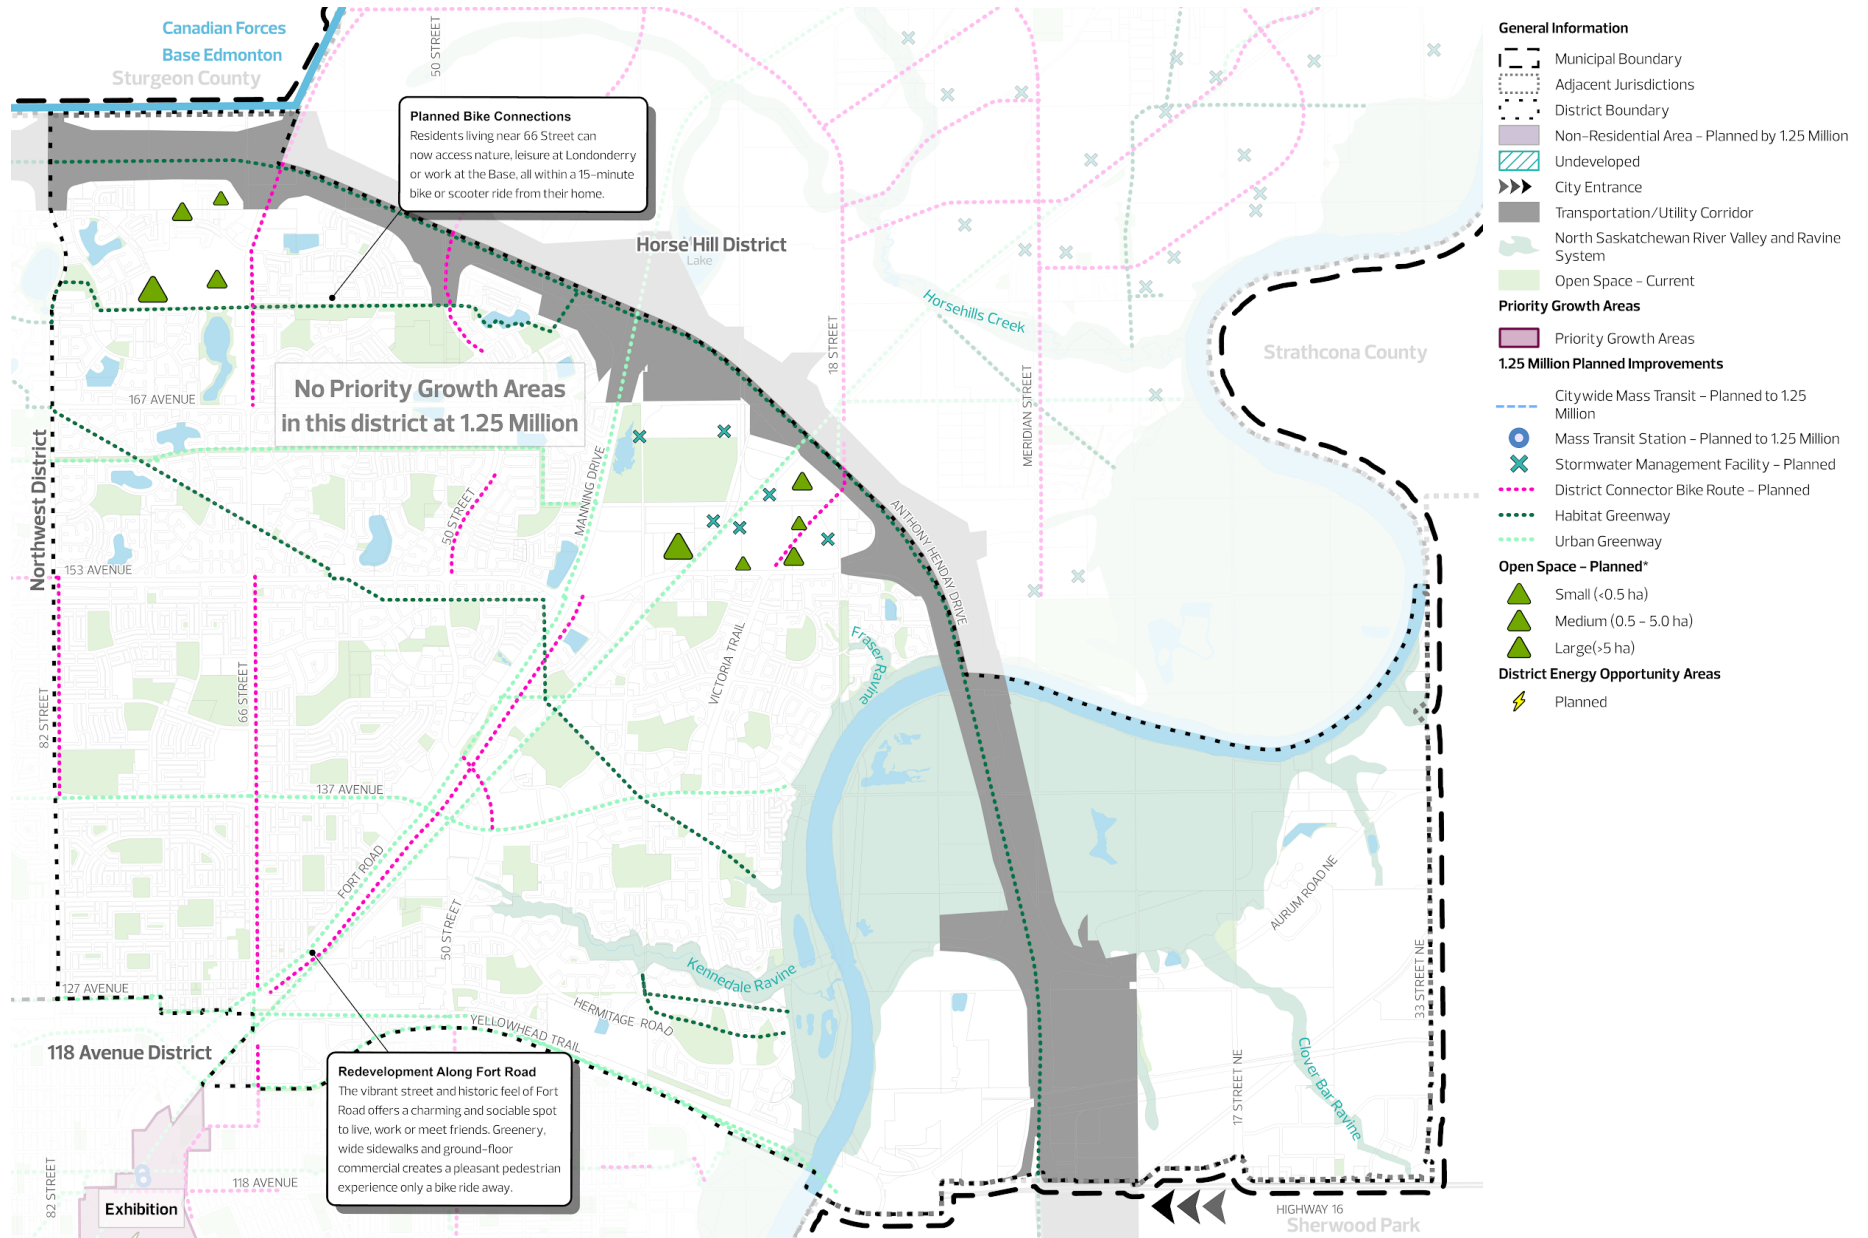 Canadian Forces
Base Edmonton
Sturgeon County
50 STREET
Planned Bike Connections
Residents living near 66 Street can
now access nature, leisure at Londonderry
or work at the Base, all within a 15-minute
bike or scooter ride from their home.
Horse Hill District
Lake
Horsehills Creek
18 STREET
MERIDIAN STREET
Strathcona County
No Priority Growth Areas
in this district at 1.25 Million
167 AVENUE
Northwest District
50 STREET
MANNING DRIVE
ANTHONY HENDAY DRIVE
153 AVENUE
Fraser Ravine
VICTORIA TRAIL
82 STREET
66 STREET
137 AVENUE
FORT ROAD
50 STREET
AURUM ROAD NE
33 STREET NE
Kennedale Ravine
127 AVENUE
HERMITAGE ROAD
YELLOWHEAD TRAIL
118 Avenue District
17 STREET NE
Clover Bar Ravine
Redevelopment Along Fort Road
The vibrant street and historic feel of Fort
Road offers a charming and sociable spot
to live, work or meet friends. Greenery,
wide sidewalks and ground-floor
commercial creates a pleasant pedestrian
experience only a bike ride away.
82 STREET
118 AVENUE
Exhibition
HIGHWAY 16
Sherwood Park
General Information
Municipal Boundary
Adjacent Jurisdictions
District Boundary
Non-Residential Area - Planned by 1.25 Million
Undeveloped
City Entrance
Transportation/Utility Corridor
North Saskatchewan River Valley and Ravine
System
Open Space - Current
Priority Growth Areas
Priority Growth Areas
1.25 Million Planned Improvements
Citywide Mass Transit - Planned to 1.25
Million
Mass Transit Station - Planned to 1.25 Million
Stormwater Management Facility - Planned
District Connector Bike Route - Planned
Habitat Greenway
Urban Greenway
Open Space - Planned*
Small (<0.5 ha)
Medium (0.5 - 5.0 ha)
Large(>5 ha)
District Energy Opportunity Areas
Planned